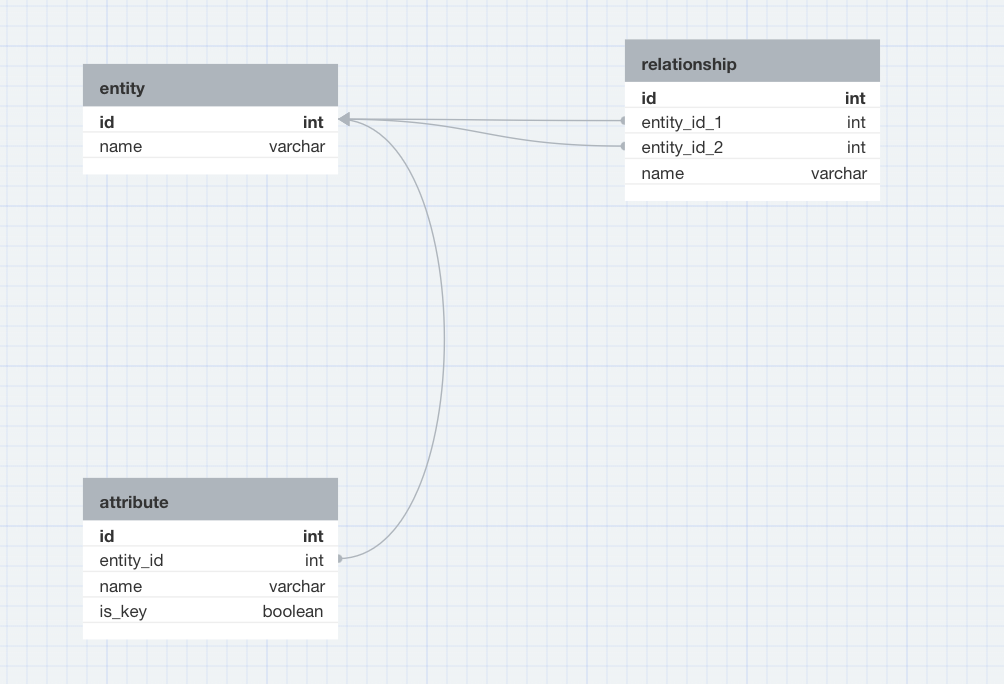 entity
id int
name varchar
relationship
id int
entity_id_1 int
entity_id_2 int
name varchar
attribute
id int
entity_id int
name varchar
is_key boolean